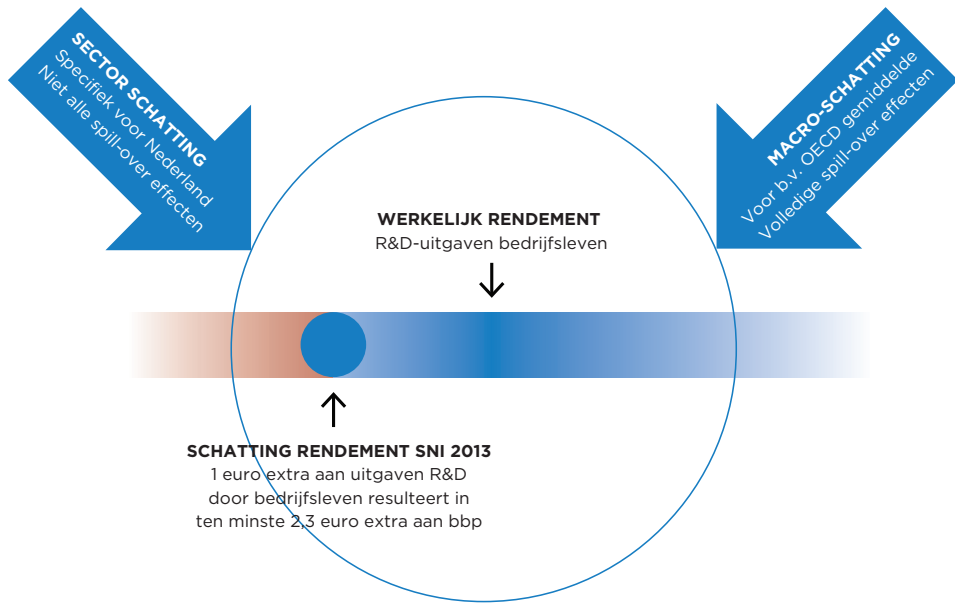 SECTOR SCHATTING
Specifiek voor Nederland
Niet alle spill-over effecten
MACRO-SCHATTING
Voor b.v. OECD gemiddelde
Volledige spill-over effecten
WERKELIJK RENDEMENT
R&D-uitgaven bedrijfsleven
SCHATTING RENDEMENT SNI 2013
1 euro extra aan uitgaven R&D
door bedrijfsleven resulteert in
ten minste 2,3 euro extra aan bbp